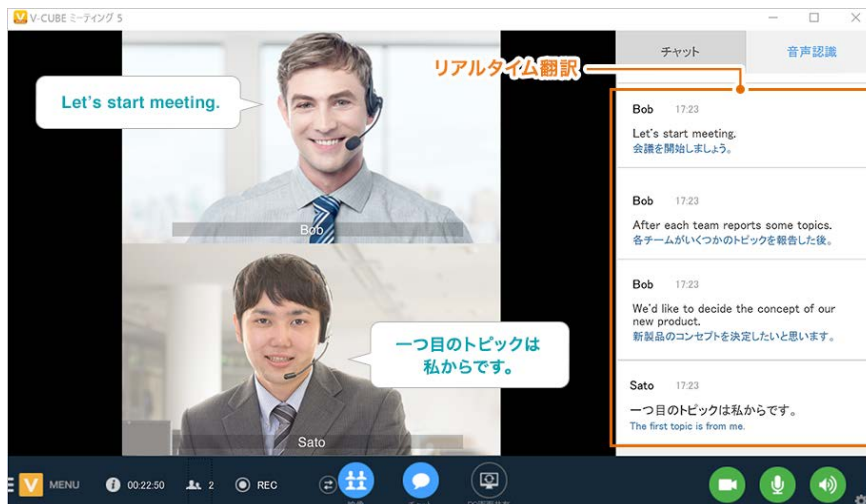 V-CUBE ミーティング 5
チャット
音声認識
リアルタイム翻訳
Let's start meeting.
Bob
Bob 17:23
Let's start meeting.
会議を開始しましょう。
Bob 17:23
After each team reports some topics.
各チームがいくつかのトピックを報告した後。
Bob 17:23
We'd like to decide the concept of our
new product.
新製品のコンセプトを決定したいと思います。
一つ目のトピックは
私からです。
Sato
Sato 17:23
一つ目のトピックは私からです。
The first topic is from me.
V MENU
00:22:50
2
REC